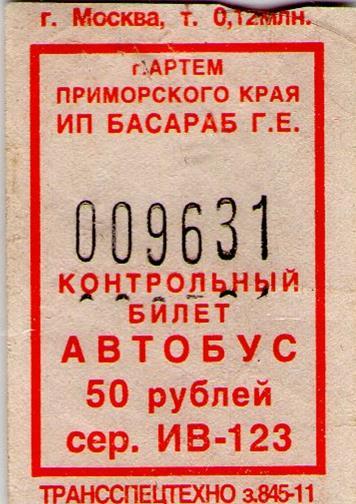 г. Москва, т. 0,12млн.
г.АРТЕМ
ПРИМОРСКОГО КРАЯ
ИП БАСАРАБ Г.Е.
009631
КОНТРОЛЬНЫЙ
БИЛЕТ
АВТОБУС
50 рублей
сер. ИВ-123
ТРАНССПЕЦТЕХНО з.845-11